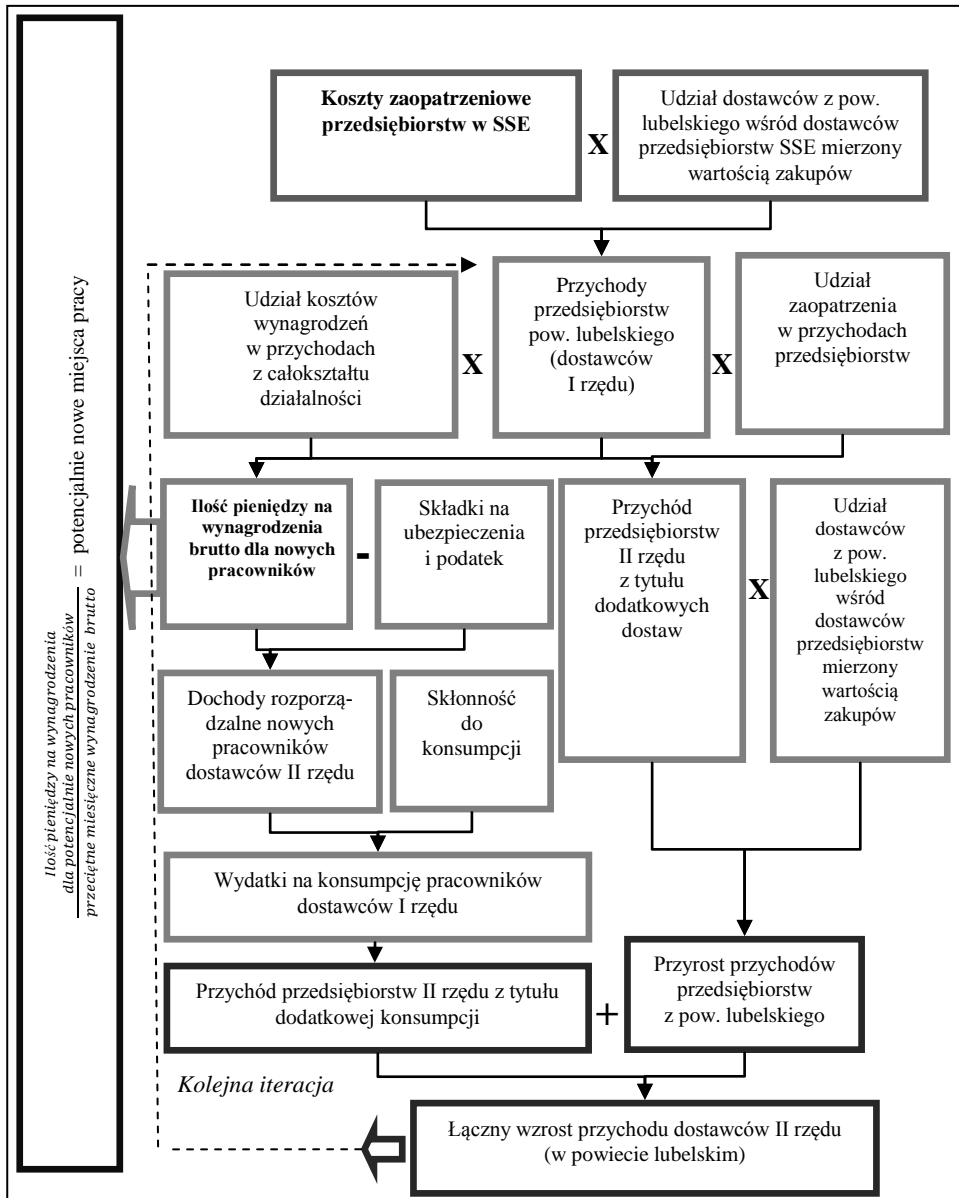 Koszty zaopatrzeniowe
przedsiębiorstw w SSE
X
Udział dostawców z pow.
lubelskiego wśród dostawców
przedsiębiorstw SSE mierzony
wartością zakupów
Udział kosztów
wynagrodzeń
w przychodach
z całokształtu
działalności
X
Przychody
przedsiębiorstw
pow. lubelskiego
(dostawców
I rzędu)
X
Udział
zaopatrzenia
w przychodach
przedsiębiorstw
Ilość pieniędzy na
wynagrodzenia
brutto dla nowych
pracowników
-
Składki na
ubezpieczenia
i podatek
Przychód
przedsiębiorstw
II rzędu
z tytułu
dodatkowych
dostaw
X
Udział
dostawców
z pow.
lubelskiego
wśród
dostawców
przedsiębiorstw
mierzony
wartością
zakupów
Dochody rozporzą-
dzalne nowych
pracowników
dostawców II rzędu
Skłonność
do
konsumpcji
Wydatki na konsumpcję pracowników
dostawców I rzędu
Przychód przedsiębiorstw II rzędu z tytułu
dodatkowej konsumpcji
+
Przyrost przychodów
przedsiębiorstw
z pow. lubelskiego
Kolejna iteracja
Łączny wzrost przychodu dostawców II rzędu
(w powiecie lubelskim)
Ilość pieniędzy na wynagrodzenia
dla potencjalnie nowych pracowników
przeciętne miesięczne wynagrodzenie brutto
= potencjalnie nowe miejsca pracy